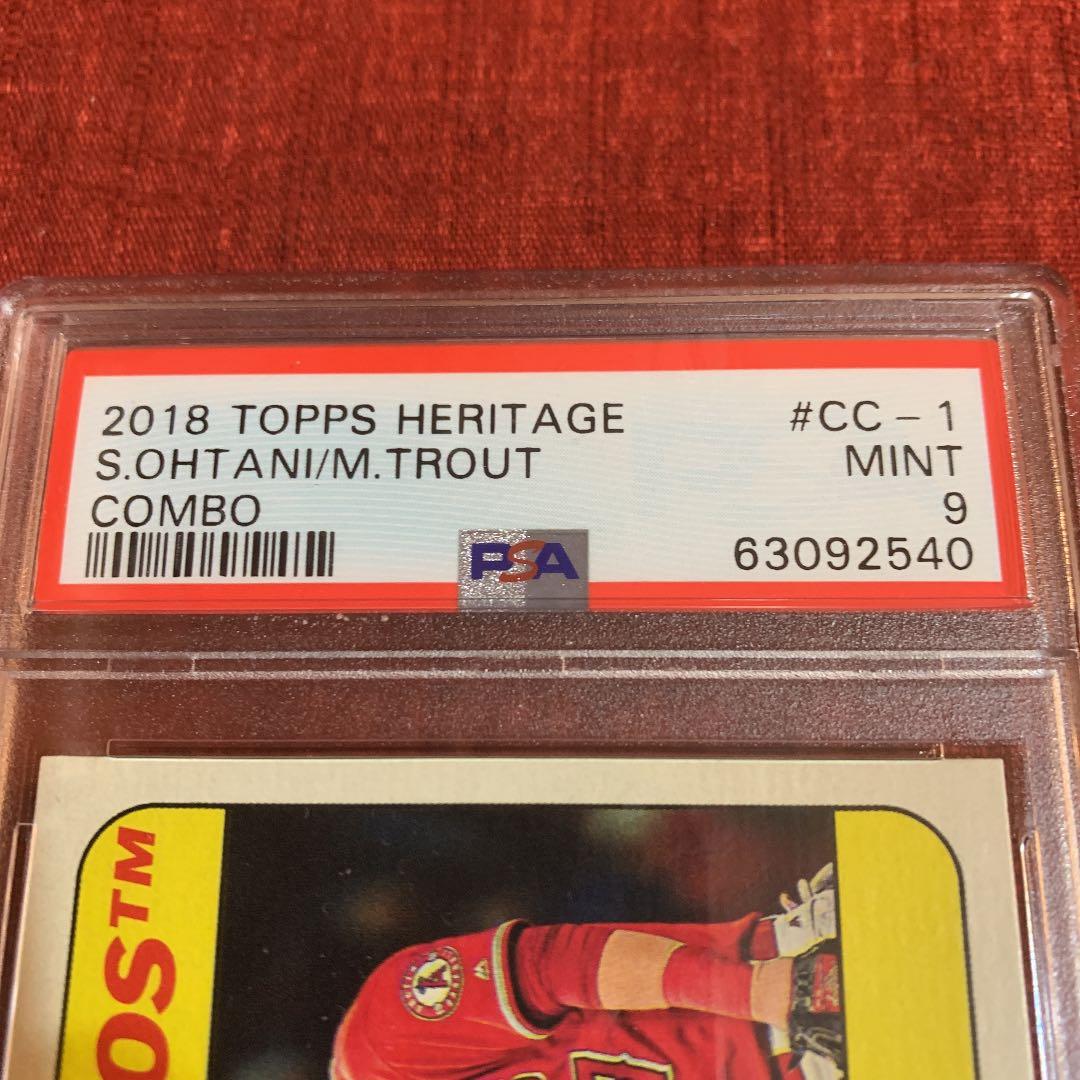 2018 TOPPS HERITAGE #CC - 1
S.OHTANI/M.TROUT MINT
COMBO 9
PSA 63092540
OS™
A